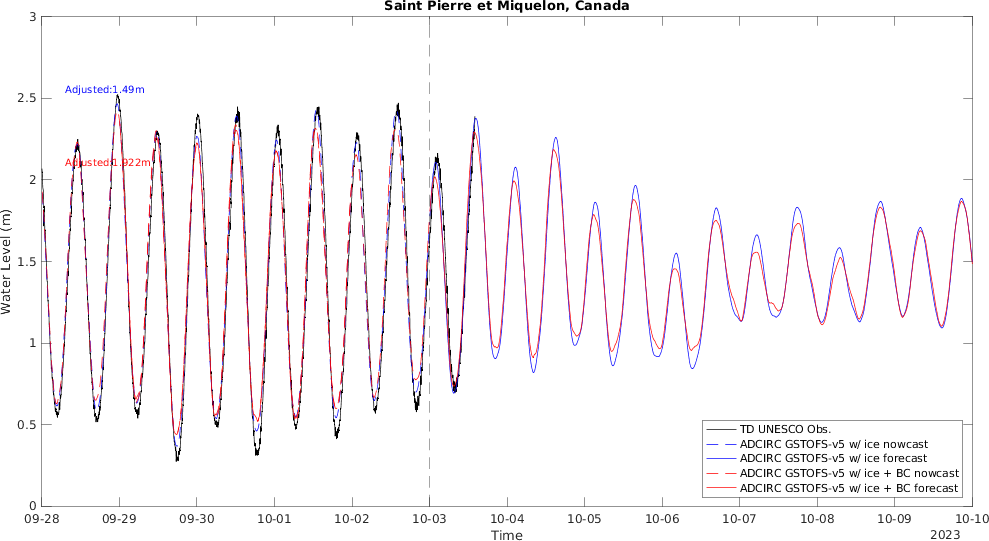 Saint Pierre et Miquelon, Canada
3
2.5
2
1.5
1
0.5
0
Water Level (m)
Adjusted:1.49m
Adjusted:1.922m
TD UNESCO Obs.
ADCIRC GSTOFS-v5 w/ ice nowcast
ADCIRC GSTOFS-v5 w/ ice forecast
ADCIRC GSTOFS-v5 w/ ice + BC nowcast
ADCIRC GSTOFS-v5 w/ ice + BC forecast
09-28 09-29 09-30 10-01 10-02 10-03 10-04 10-05 10-06 10-07 10-08 10-09 10-10
Time
2023